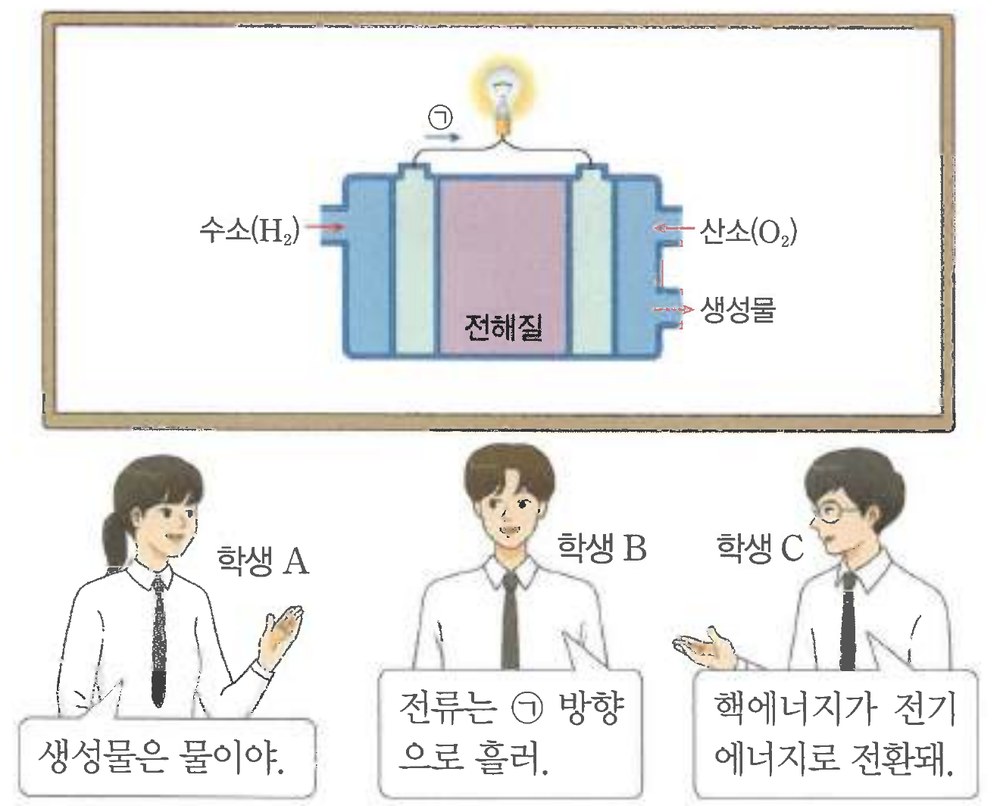 ㉠
수소(H₂)
산소(O₂)
생성물
전해질
학생 A
학생 B
학생 C
생성물은 물이야.
전류는 ㉠ 방향
으로 흘러.
핵에너지가 전기
에너지로 전환돼.